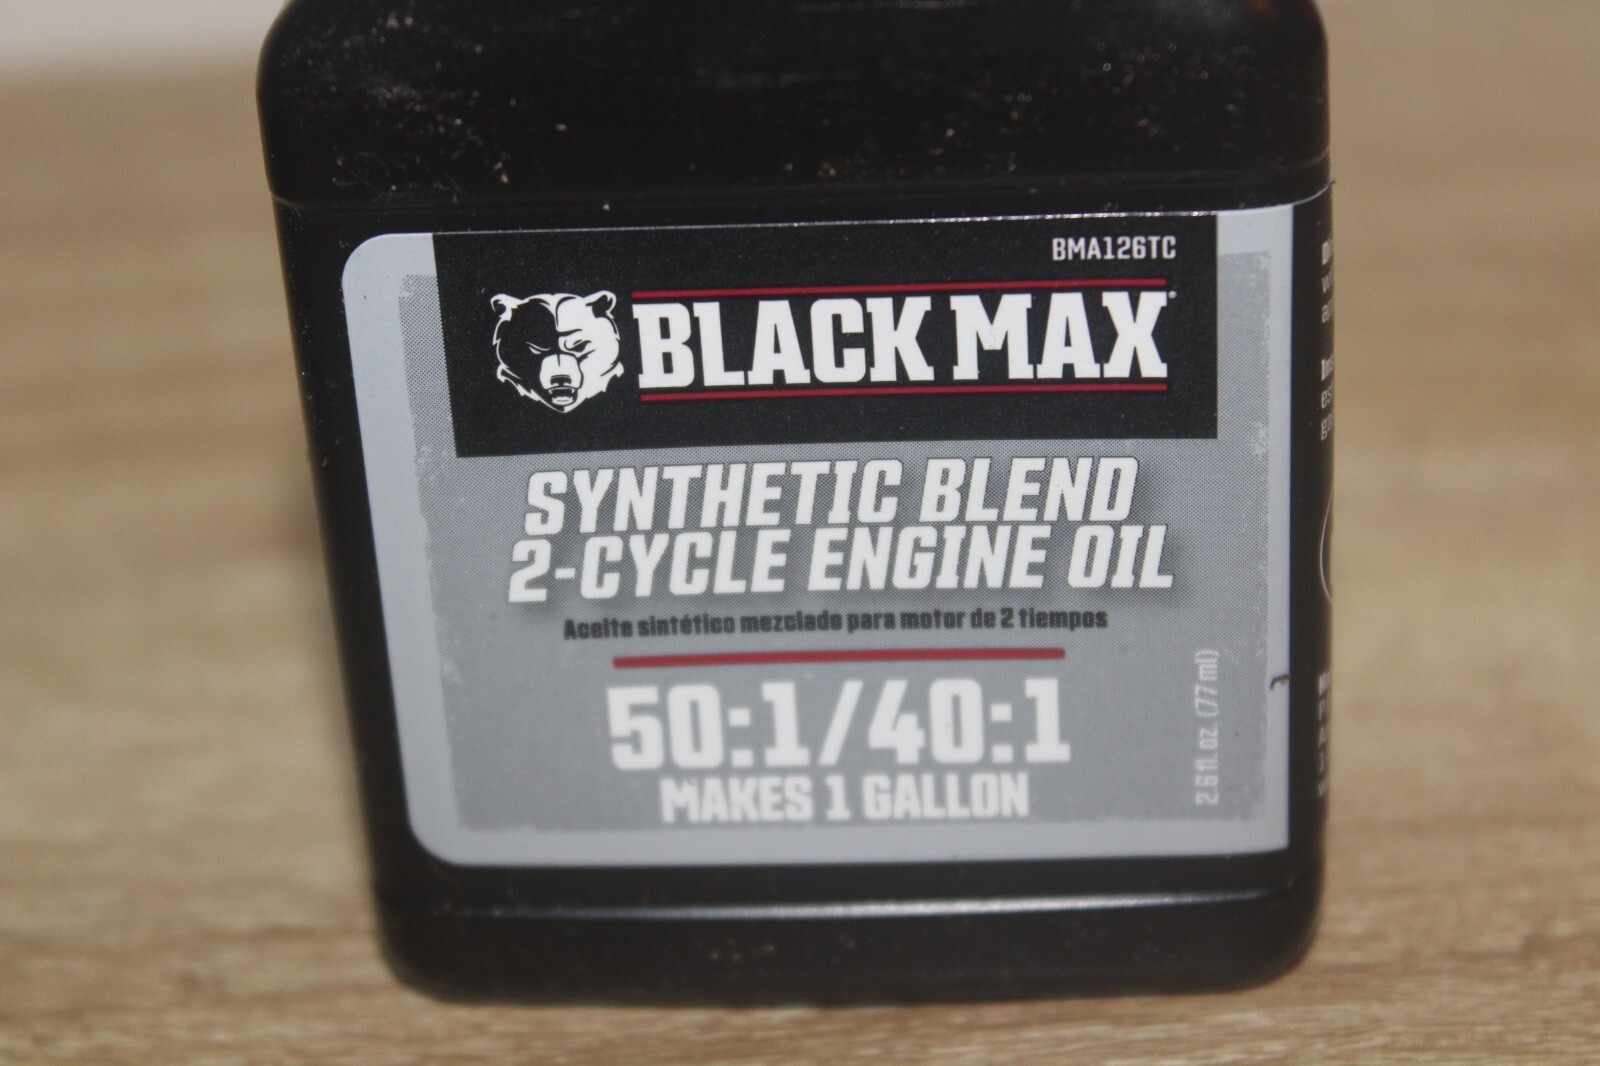 BMA126TC
BLACK MAX
SYNTHETIC BLEND
2-CYCLE ENGINE OIL
Aceite sintético mezclado para motor de 2 tiempos
50:1/40:1
MAKES 1 GALLON
2.6 fl. oz. (77 ml)